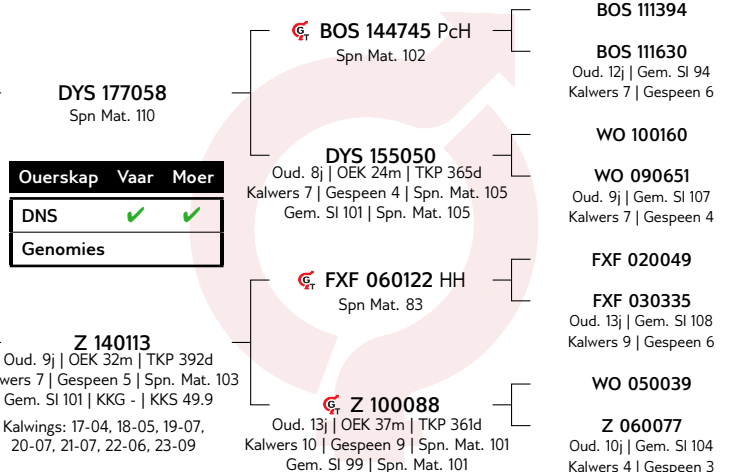 DYS 177058
Spn Mat. 110
Ouerskap Vaar Moer
DNS ✔ ✔
Genomies
Z 140113
Oud. 9j | OEK 32m | TKP 392d
wers 7 | Gespeen 5 | Spn. Mat. 103
Gem. SI 101 | KKG - | KKS 49.9
Kalwings: 17-04, 18-05, 19-07,
20-07, 21-07, 22-06, 23-09
GT BOS 144745 PcH
Spn Mat. 102
DYS 155050
Oud. 8j | OEK 24m | TKP 365d
Kalwers 7 | Gespeen 4 | Spn. Mat. 105
Gem. SI 101 | Spn. Mat. 105
GT FXF 060122 HH
Spn Mat. 83
GT Z 100088
Oud. 13j | OEK 37m | TKP 361d
Kalwers 10 | Gespeen 9 | Spn. Mat. 101
Gem. SI 99 | Spn. Mat. 101
BOS 111394
BOS 111630
Oud. 12j | Gem. SI 94
Kalwers 7 | Gespeen 6
WO 100160
WO 090651
Oud. 9j | Gem. SI 107
Kalwers 7 | Gespeen 4
FXF 020049
FXF 030335
Oud. 13j | Gem. SI 108
Kalwers 9 | Gespeen 6
WO 050039
Z 060077
Oud. 10j | Gem. SI 104
Kalwers 4 | Gespeen 3